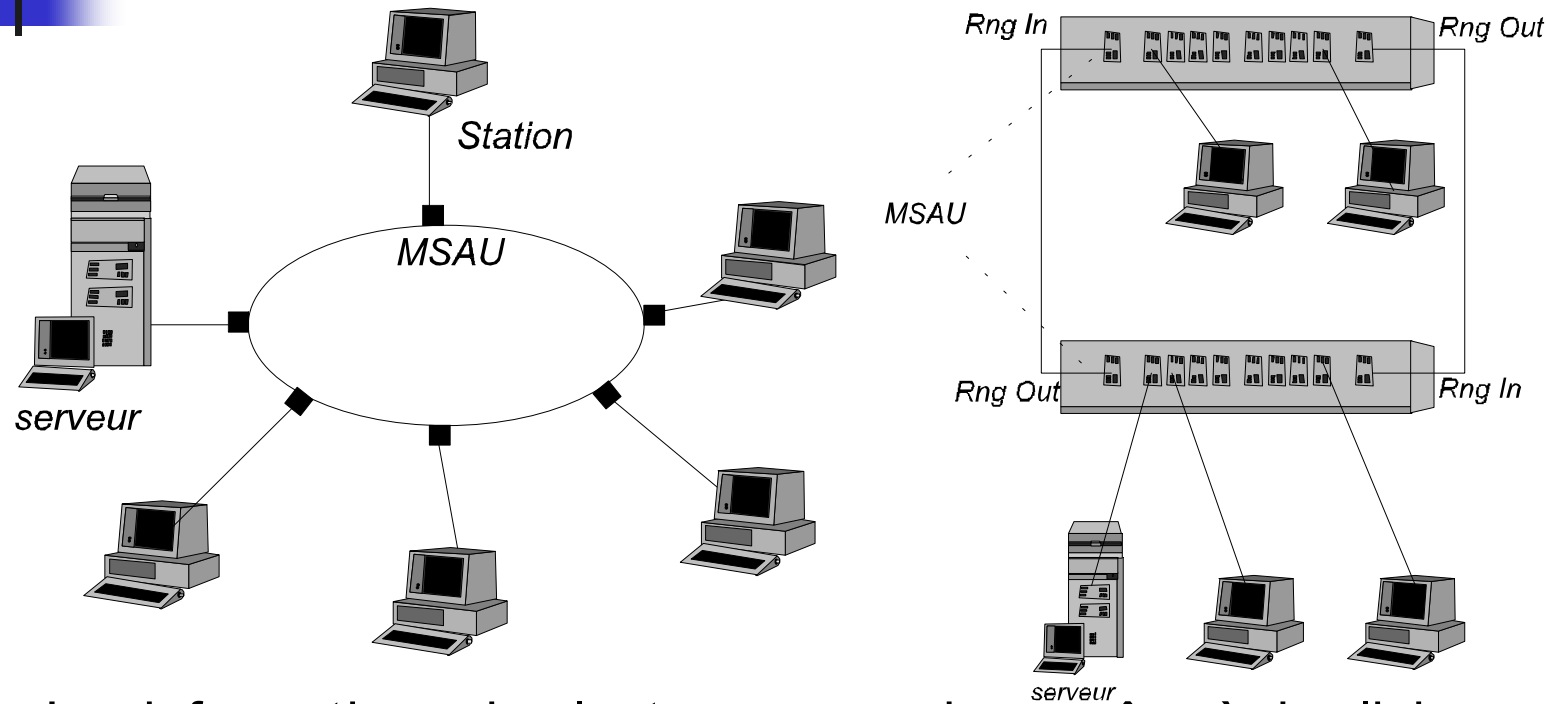 Station
MSAU
serveur
Rng In
Rng Out
MSAU
Rng Out
Rng In
serveur